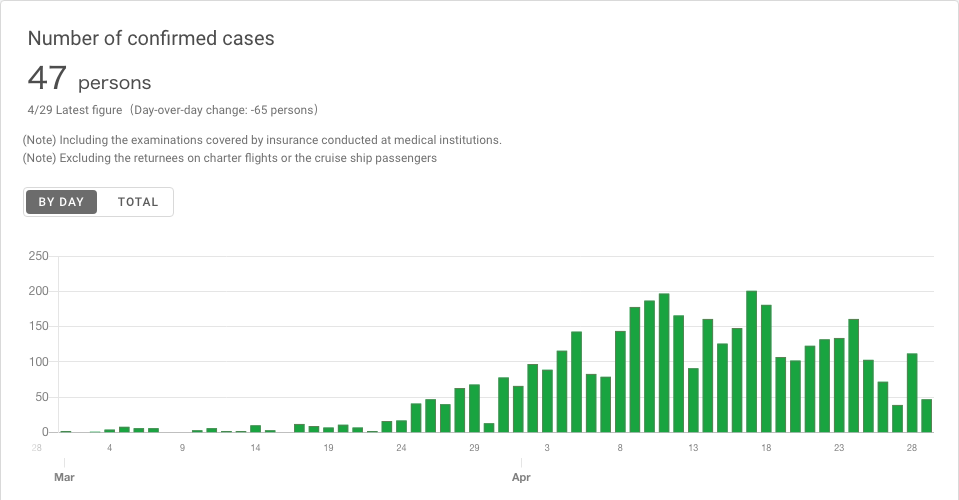 Number of confirmed cases
47 persons
4/29 Latest figure（Day-over-day change: -65 persons）
(Note) Including the examinations covered by insurance conducted at medical institutions.
(Note) Excluding the returnees on charter flights or the cruise ship passengers
BY DAY TOTAL
250
200
150
100
50
0
28 4 9 14 19 24 29 3 8 13 18 23 28
Mar Apr